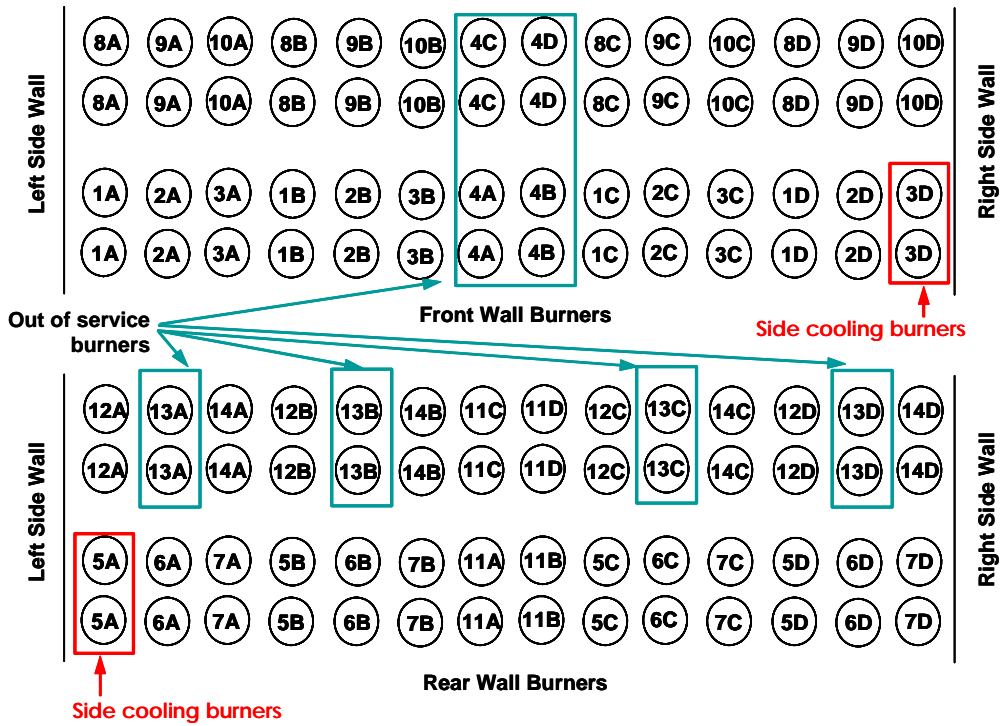 8A 9A 10A 8B 9B 10B 4C 4D 8C 9C 10C 8D 9D 10D
8A 9A 10A 8B 9B 10B 4C 4D 8C 9C 10C 8D 9D 10D
Left Side Wall
Right Side Wall
1A 2A 3A 1B 2B 3B 4A 4B 1C 2C 3C 1D 2D 3D
1A 2A 3A 1B 2B 3B 4A 4B 1C 2C 3C 1D 2D 3D
Front Wall Burners
Out of service
burners
Side cooling burners
12A 13A 14A 12B 13B 14B 11C 11D 12C 13C 14C 12D 13D 14D
12A 13A 14A 12B 13B 14B 11C 11D 12C 13C 14C 12D 13D 14D
Left Side Wall
Right Side Wall
5A 6A 7A 5B 6B 7B 11A 11B 5C 6C 7C 5D 6D 7D
5A 6A 7A 5B 6B 7B 11A 11B 5C 6C 7C 5D 6D 7D
Rear Wall Burners
Side cooling burners